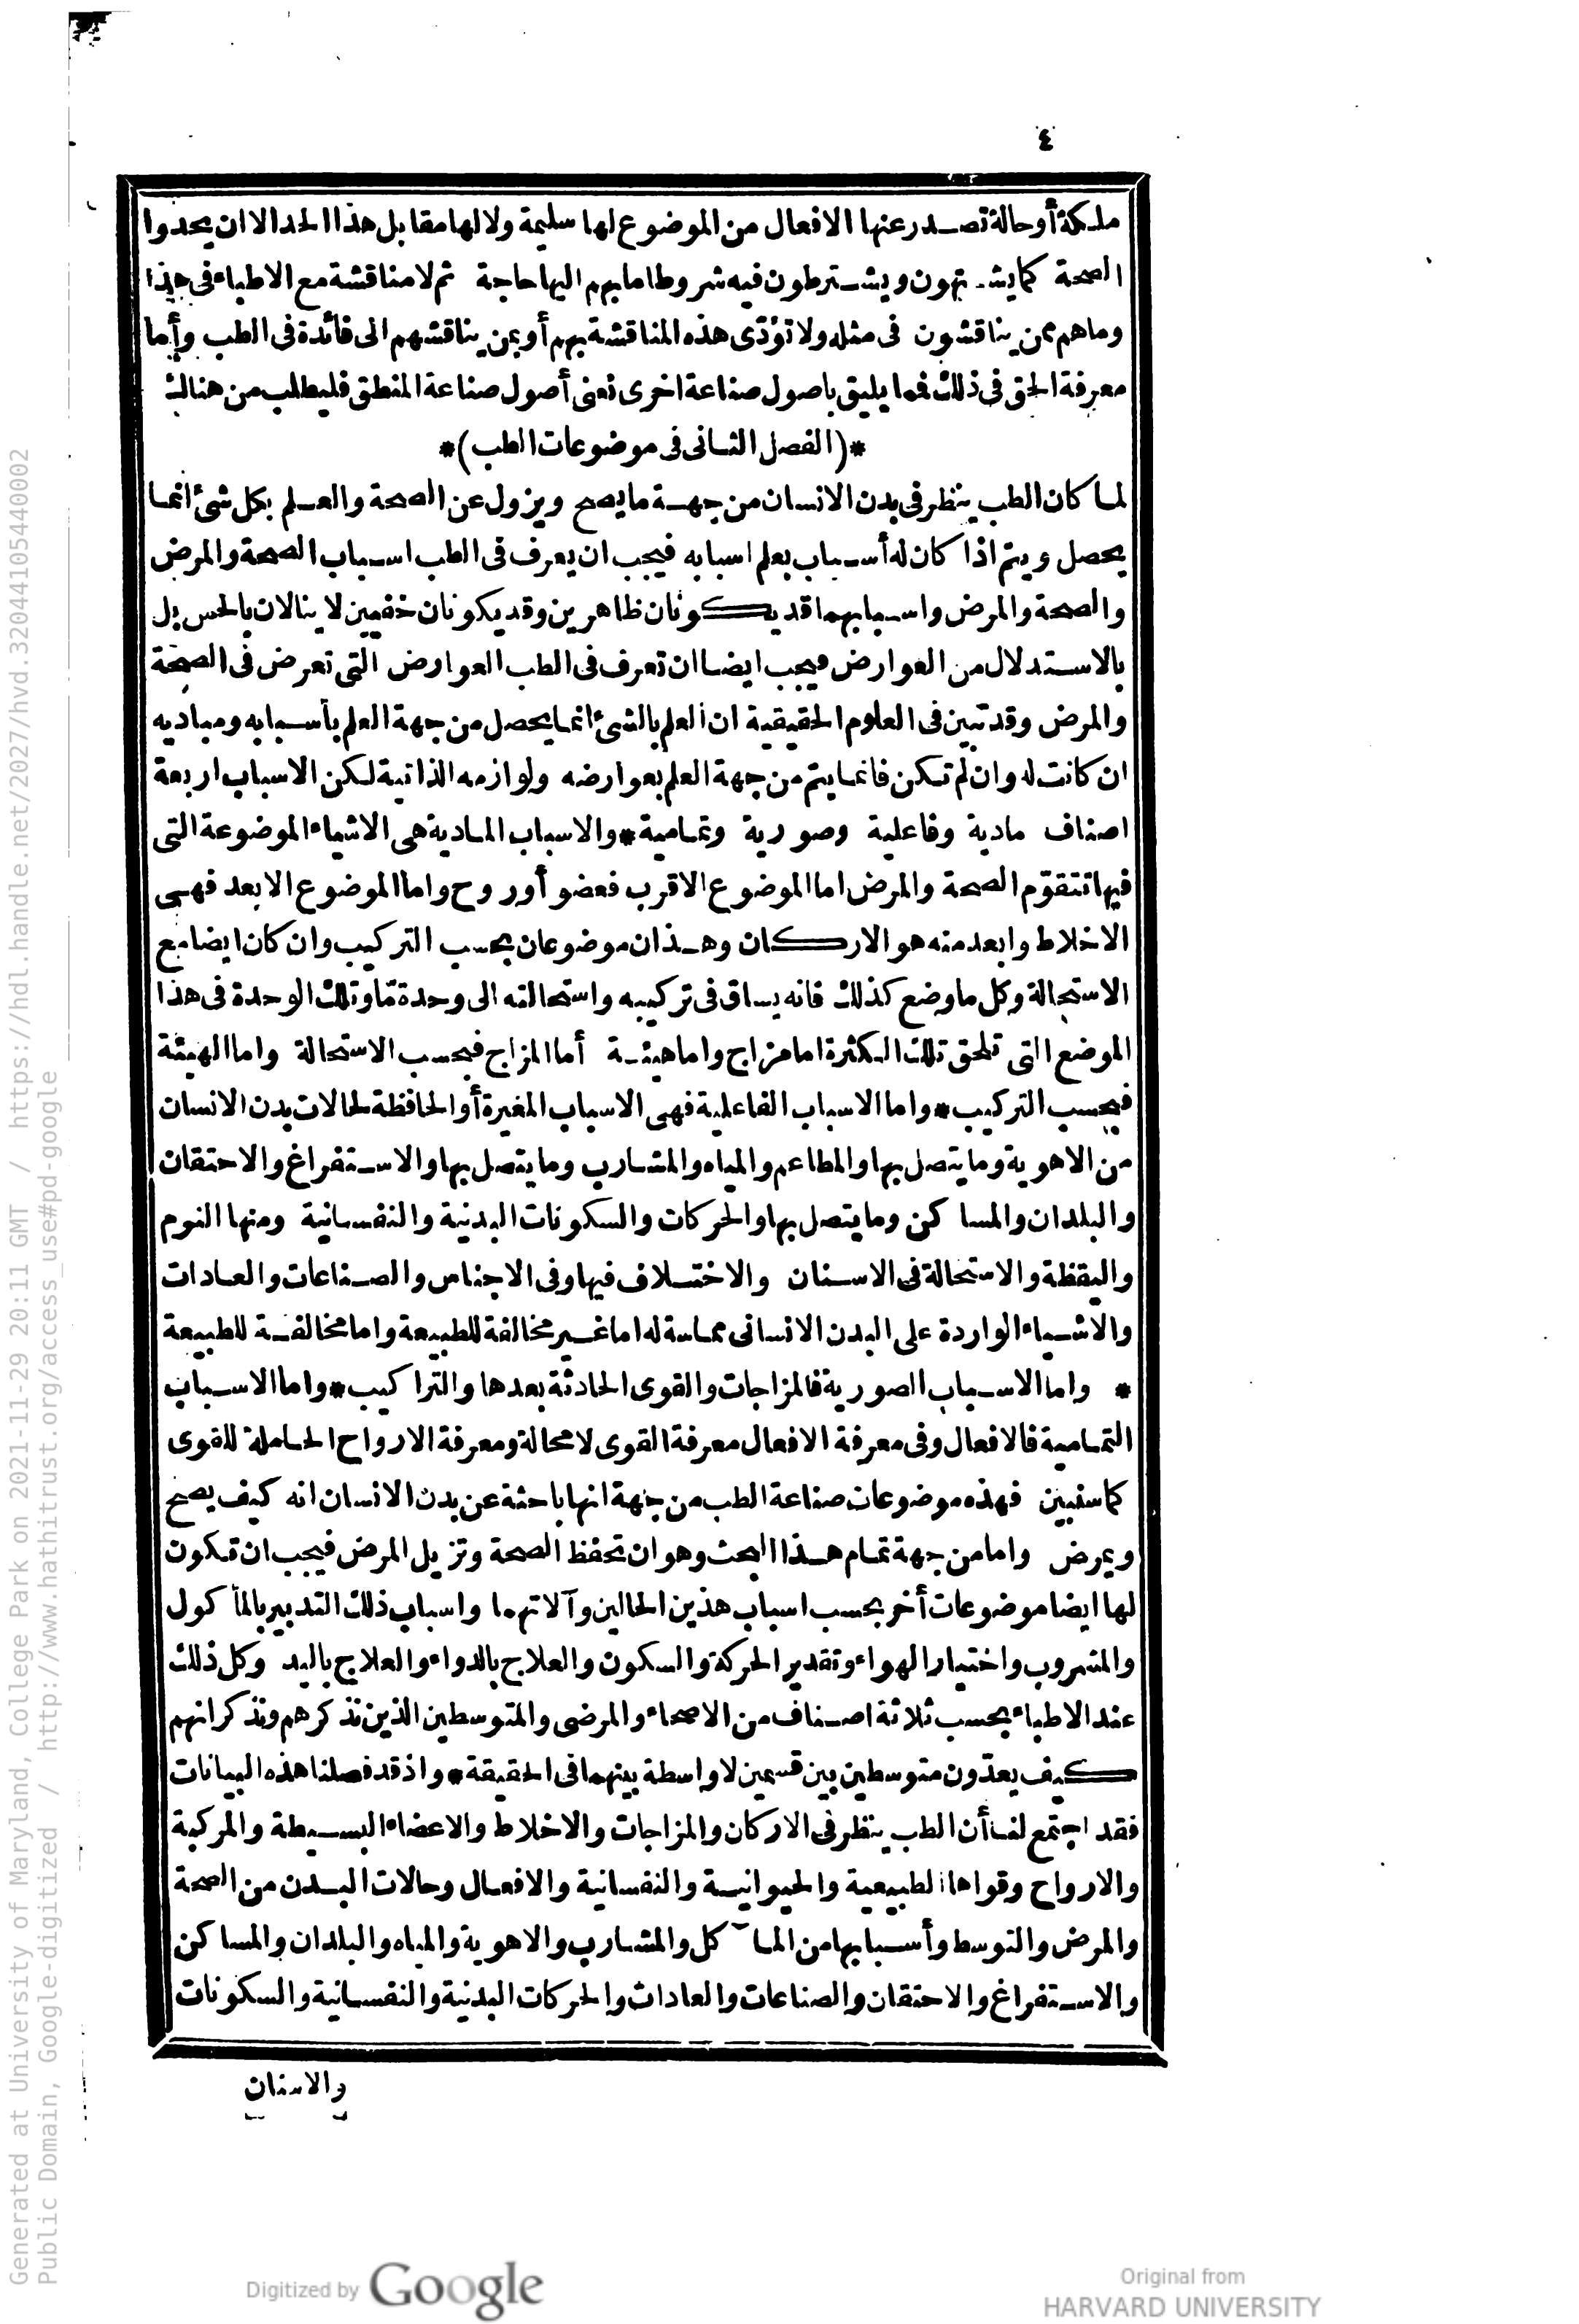 ٤
ملكة أو حالة تصدر عنها الافعال من الموضوع لها سليمة ولا لها مقابل هذا الحد الا ان يحدوا
الصحة كما يشتهون ويشترطون فيه شروطا ما بهم اليها حاجة ثم لا مناقشة مع الاطباء فى هذا
وما هم ممن يناقشون فى مثله ولا تؤدّى هذه المناقشة بهم أو بمن يناقشهم الى فائدة فى الطب وأما
معرفة الحق فى ذلك فمما يليق باصول صناعة اخرى نعنى أصول صناعة المنطق فليطلب من هنالك
*(الفصل الثانى فى موضوعات الطب)*
لما كان الطب ينظر فى بدن الانسان من جهة ما يصح ويزول عن الصحة والعلم بكل شئ انما
يحصل ويتم اذا كان له أسباب بعلم اسبابه فيجب ان يعرف فى الطب اسباب الصحة والمرض
والصحة والمرض واسبابهما قد يكونان ظاهرين وقد يكونان خفيين لا ينالان بالحس بل
بالاستدلال من العوارض فيجب ايضا ان تعرف فى الطب العوارض التى تعرض فى الصحة
والمرض وقد تبين فى العلوم الحقيقية ان العلم بالشئ انما يحصل من جهة العلم بأسبابه ومباديه
ان كانت له وان لم تكن فانما يتم من جهة العلم بعوارضه ولوازمه الذاتية لكن الاسباب اربعة
اصناف مادية وفاعلية وصورية وتمامية * والاسباب المادية هى الاشياء الموضوعة التى
فيها تتقوّم الصحة والمرض اما الموضوع الاقرب فعضو أو روح واما الموضوع الابعد فهى
الاخلاط وابعد منه هو الاركان وهذان موضوعان بحسب التركيب وان كان ايضا مع
الاستحالة وكل ما وضع كذلك فانه يساق فى تركيبه واستحالته الى وحدة مّا وتلك الوحدة فى هذا
الموضع التى تلحق تلك الكثرة اما مزاج واما هيئة أما المزاج فبحسب الاستحالة واما الهيئة
فبحسب التركيب * واما الاسباب الفاعلية فهى الاسباب المغيرة أو الحافظة لحالات بدن الانسان
من الاهوية وما يتصل بها والمطاعم والمياه والمشارب وما يتصل بها والاستفراغ والاحتقان
والبلدان والمساكن وما يتصل بها والحركات والسكونات البدنية والنفسانية ومنها النوم
واليقظة والاستحالة فى الاسنان والاختلاف فيها وفى الاجناس والصناعات والعادات
والاشياء الواردة على البدن الانسانى مماسة له اما غير مخالفة للطبيعة واما مخالفة للطبيعة
* واما الاسباب الصورية فالمزاجات والقوى الحادثة بعدها والتراكيب * واما الاسباب
التمامية فالافعال وفى معرفة الافعال معرفة القوى لا محالة ومعرفة الارواح الحاملة للقوى
كما سنبين فهذه موضوعات صناعة الطب من جهة انها باحثة عن بدن الانسان انه كيف يصح
ويمرض واما من جهة تمام هذا البحث وهو ان تحفظ الصحة وتزيل المرض فيجب ان تكون
لها ايضا موضوعات أخر بحسب اسباب هذين الحالين وآلاتهما واسباب ذلك التدبير بالمأكول
والمشروب واختيار الهواء وتقدير الحركة والسكون والعلاج بالدواء والعلاج باليد وكل ذلك
عند الاطباء بحسب ثلاثة اصناف من الاصحاء والمرضى والمتوسطين الذين نذكرهم ونذكر انهم
كيف يعدّون متوسطين بين قسمين لا واسطة بينهما فى الحقيقة * واذ قد فصلنا هذه البيانات
فقد اجتمع لنا أن الطب ينظر فى الاركان والمزاجات والاخلاط والاعضاء البسيطة والمركبة
والارواح وقواها الطبيعية والحيوانية والنفسانية والافعال وحالات البدن من الصحة
والمرض والتوسط وأسبابها من المآكل والمشارب والاهوية والمياه والبلدان والمساكن
والاستفراغ والاحتقان والصناعات والعادات والحركات البدنية والنفسانية والسكونات
والاسنان
Generated at University of Maryland, College Park on 2021-11-29 20:11 GMT / https://hdl.handle.net/2027/hvd.32044105440002
Public Domain, Google-digitized / http://www.hathitrust.org/access_use#pd-google
Digitized by Google
Original from
HARVARD UNIVERSITY